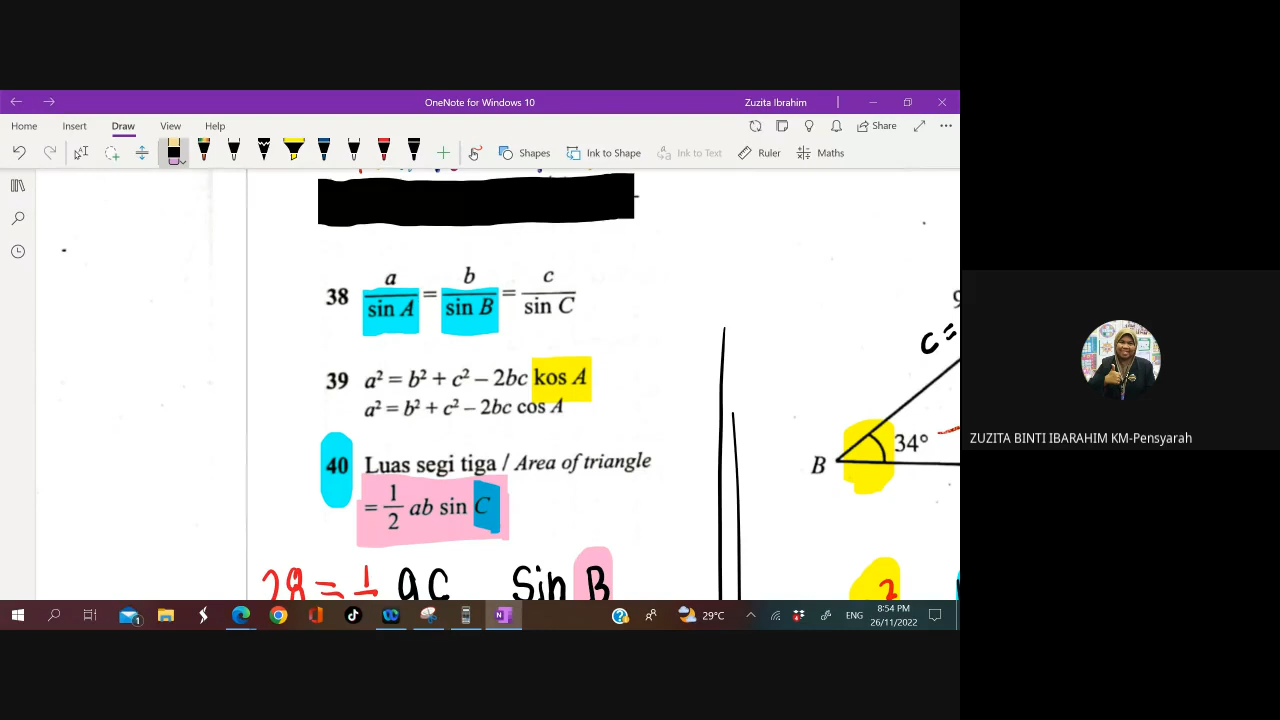 OneNote for Windows 10
Zuzita Ibrahim
Home Insert Draw View Help
Share
Shapes Ink to Shape Ink to Text Ruler Maths
38 a/sin A = b/sin B = c/sin C
39 a² = b² + c² – 2bc kos A
a² = b² + c² – 2bc cos A
40 Luas segi tiga / Area of triangle
= 1/2 ab sin C
28 = 1 ac Sin B
c =
9
B 34°
?
ZUZITA BINTI IBARAHIM KM-Pensyarah
1
29°C
ENG
8:54 PM
26/11/2022